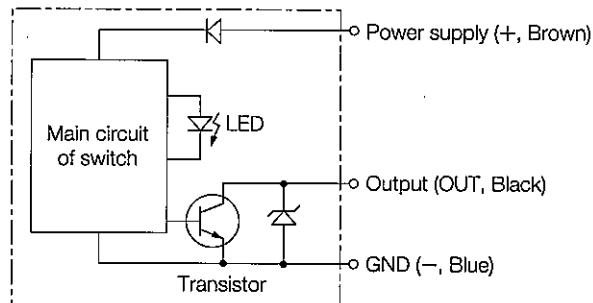 Power supply (+, Brown)
Main circuit
of switch
LED
Output (OUT, Black)
GND (−, Blue)
Transistor